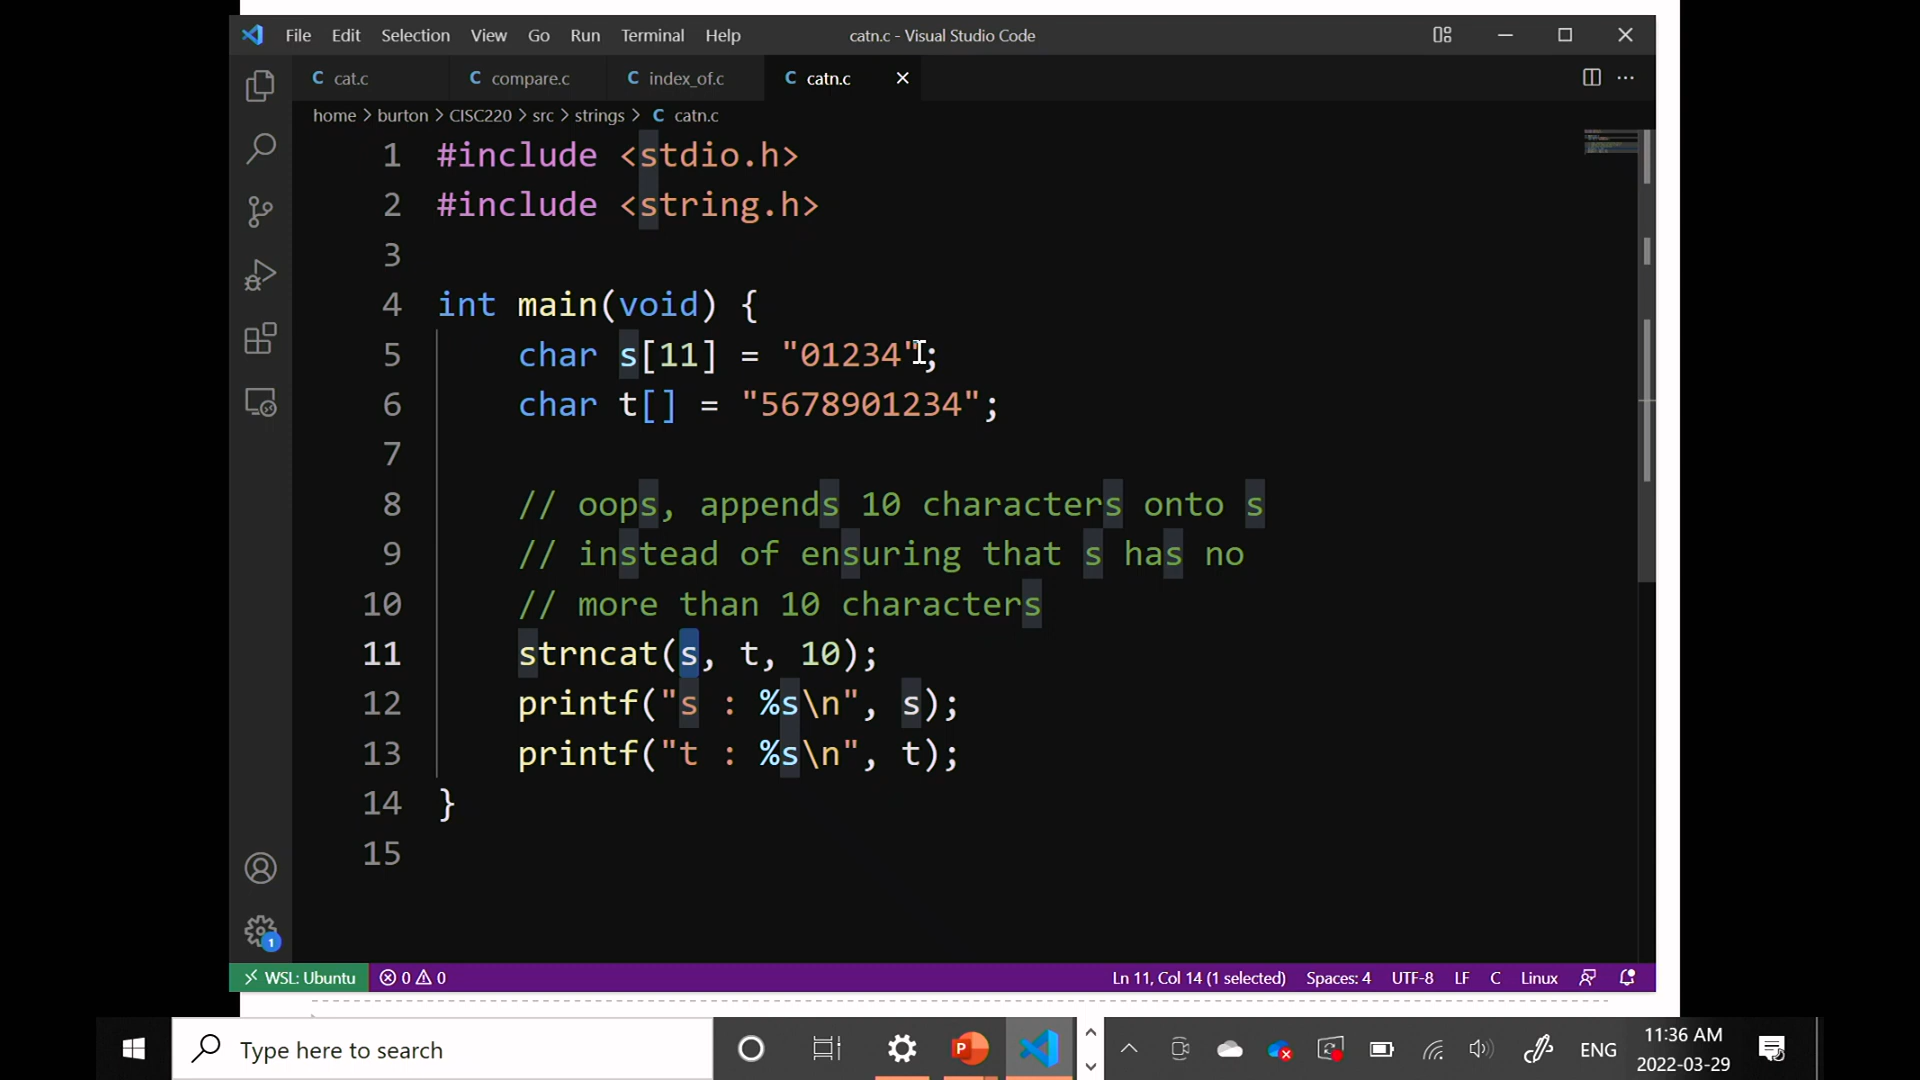 File Edit Selection View Go Run Terminal Help catn.c - Visual Studio Code
C cat.c C compare.c C index_of.c C catn.c
home > burton > CISC220 > src > strings > C catn.c
1 #include <stdio.h>
2 #include <string.h>
3
4 int main(void) {
5 char s[11] = "01234";
6 char t[] = "5678901234";
7
8 // oops, appends 10 characters onto s
9 // instead of ensuring that s has no
10 // more than 10 characters
11 strncat(s, t, 10);
12 printf("s : %s\n", s);
13 printf("t : %s\n", t);
14 }
15
1
WSL: Ubuntu 0 0 Ln 11, Col 14 (1 selected) Spaces: 4 UTF-8 LF C Linux
Type here to search P ENG 11:36 AM
2022-03-29